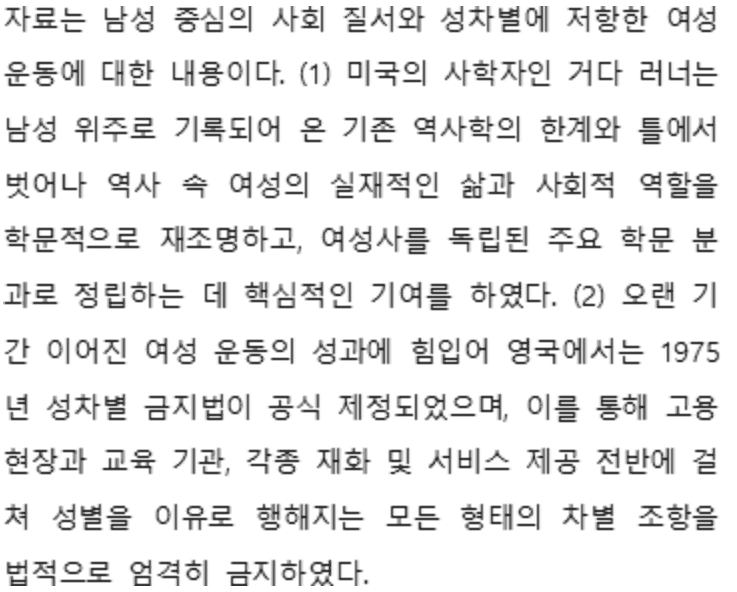 자료는 남성 중심의 사회 질서와 성차별에 저항한 여성
운동에 대한 내용이다. (1) 미국의 사학자인 거다 러너는
남성 위주로 기록되어 온 기존 역사학의 한계와 틀에서
벗어나 역사 속 여성의 실재적인 삶과 사회적 역할을
학문적으로 재조명하고, 여성사를 독립된 주요 학문 분
과로 정립하는 데 핵심적인 기여를 하였다. (2) 오랜 기
간 이어진 여성 운동의 성과에 힘입어 영국에서는 1975
년 성차별 금지법이 공식 제정되었으며, 이를 통해 고용
현장과 교육 기관, 각종 재화 및 서비스 제공 전반에 걸
쳐 성별을 이유로 행해지는 모든 형태의 차별 조항을
법적으로 엄격히 금지하였다.